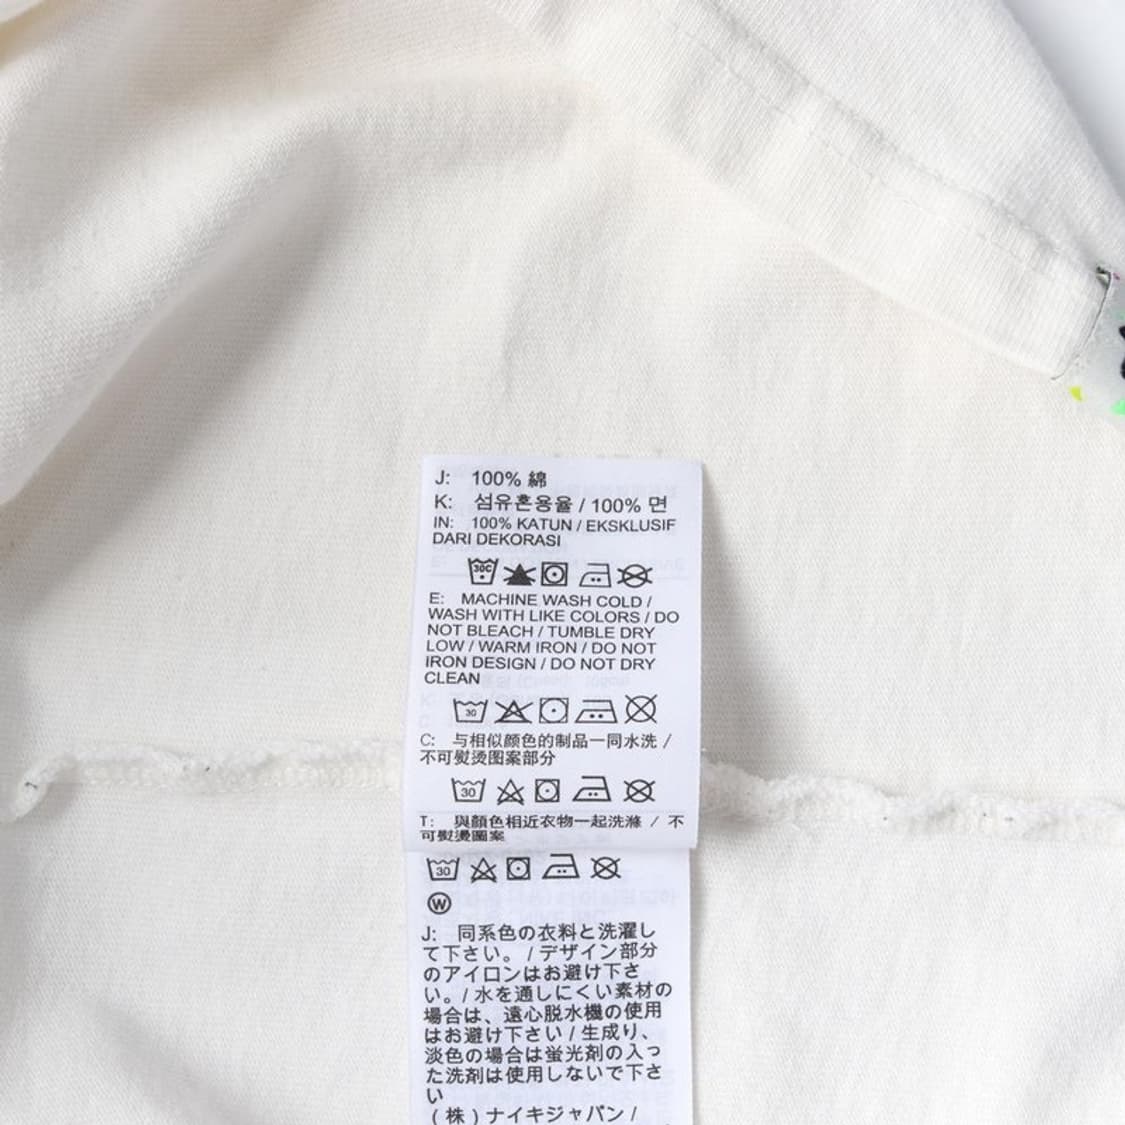 J: 100% 綿
K: 섬유혼용율 / 100% 면
IN: 100% KATUN / EKSKLUSIF
DARI DEKORASI
30C
E: MACHINE WASH COLD /
WASH WITH LIKE COLORS / DO
NOT BLEACH / TUMBLE DRY
LOW / WARM IRON / DO NOT
IRON DESIGN / DO NOT DRY
CLEAN
30
C: 与相似颜色的制品一同水洗 /
不可熨烫图案部分
30
T: 與顏色相近衣物一起洗滌 / 不
可熨燙圖案
30
W
J: 同系色の衣料と洗濯し
て下さい。/ デザイン部分
のアイロンはお避け下さ
い。/ 水を通しにくい素材の
場合は、遠心脱水機の使用
はお避け下さい / 生成り、
淡色の場合は蛍光剤の入っ
た洗剤は使用しないで下さ
い
(株) ナイキジャパン /